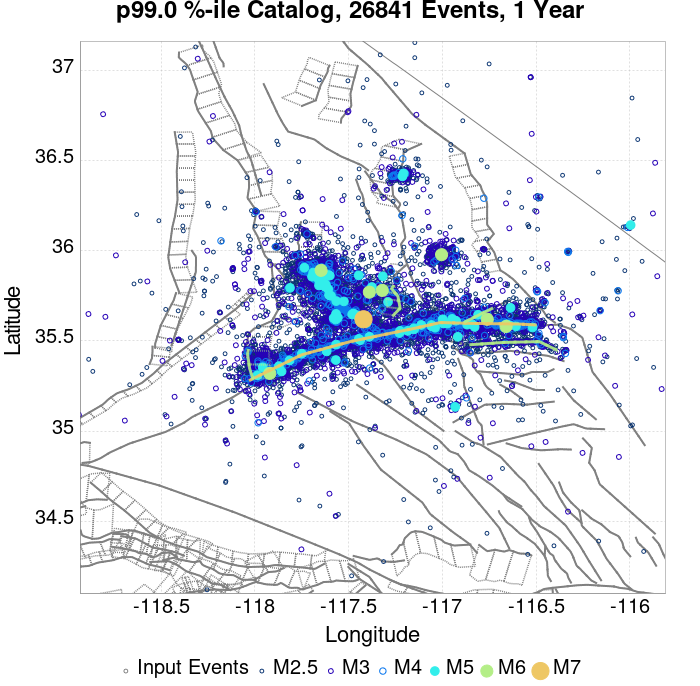 p99.0 %-ile Catalog, 26841 Events, 1 Year
37
36.5
36
35.5
35
34.5
Latitude
-118.5 -118 -117.5 -117 -116.5 -116
Longitude
Input Events M2.5 M3 M4 M5 M6 M7